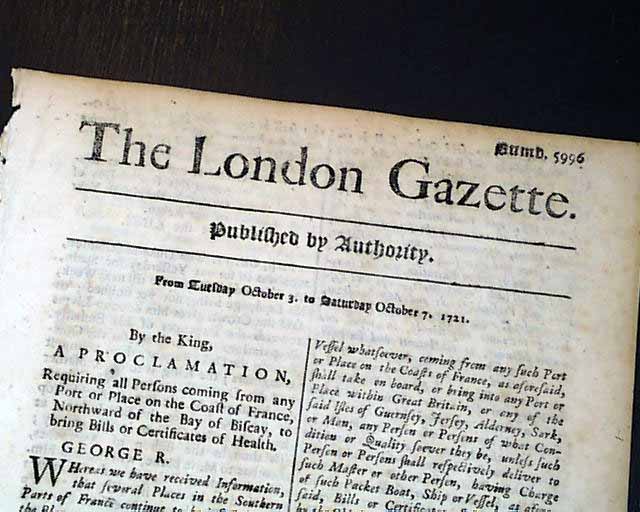 Numb. 5996
The London Gazette.
Published by Authority.
From Tuesday October 3. to Saturday October 7. 1721.
By the King,
A PROCLAMATION,
Requiring all Persons coming from any
Port or Place on the Coast of France,
Northward of the Bay of Biscay, to
bring Bills or Certificates of Health.
GEORGE R.
WHereas we have received Information,
that several Places in the Southern
Parts of France continue to be
Vessel whatsoever, coming from any such Port
or Place on the Coasts of France, as aforesaid,
shall take on board, or bring into any Port or
Place within Great Britain, or any of the
said Isles of Guernsey, Jersey, Alderney, Sark,
or Man, any Person or Persons of what Con-
dition or Quality soever they be, unless such
Person or Persons shall respectively deliver to
such Master or other Person, having Charge
of such Packet Boat, Ship or Vessel, as afore-
said, Bills or Certificates